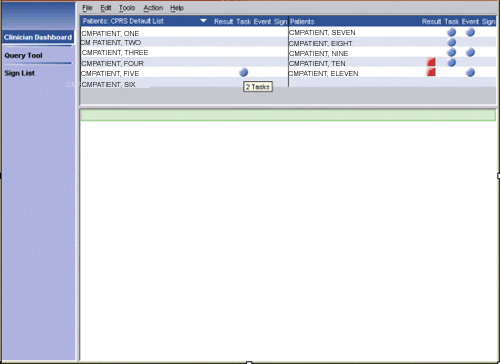 File Edit Tools Action Help
Patients: CPRS Default List Result Task Event Sign Patients Result Task Event Sign
Clinician Dashboard
Query Tool
Sign List
CMPATIENT, ONE
CM PATIENT, TWO
CMPATIENT, THREE
CMPATIENT, FOUR
CMPATIENT, FIVE
CMPATIENT, SIX
2 Tasks
CMPATIENT, SEVEN
CMPATIENT, EIGHT
CMPATIENT, NINE
CMPATIENT, TEN
CMPATIENT, ELEVEN